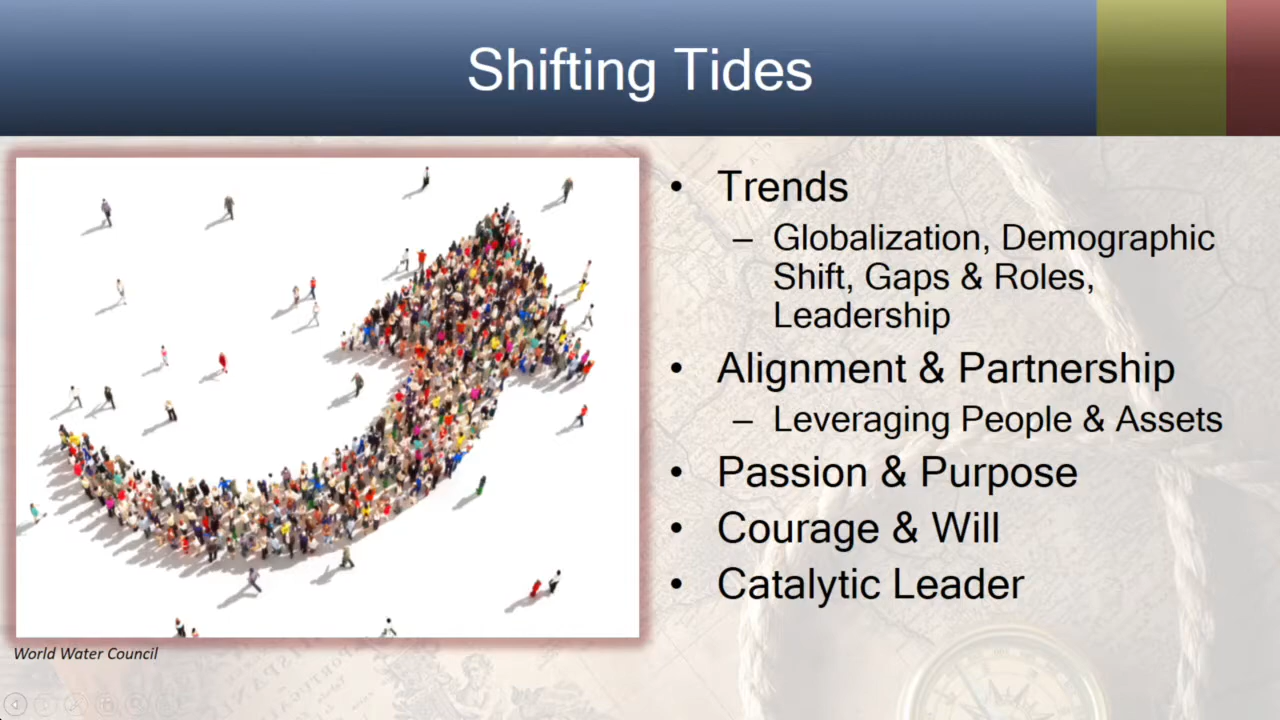 Shifting Tides
• Trends
– Globalization, Demographic
Shift, Gaps & Roles,
Leadership
• Alignment & Partnership
– Leveraging People & Assets
• Passion & Purpose
• Courage & Will
• Catalytic Leader
World Water Council